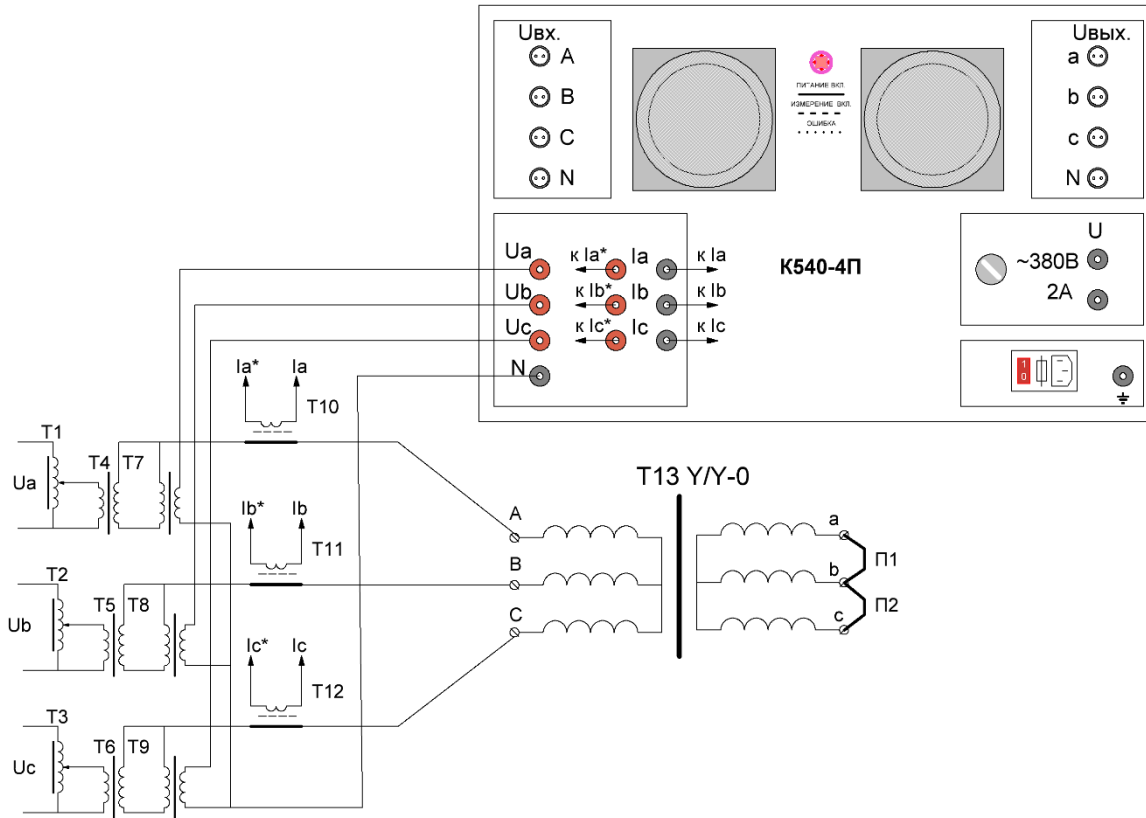 Uвх.
A
B
C
N
ПИТАНИЕ ВКЛ.
ИЗМЕРЕНИЕ ВКЛ.
ОШИБКА
Uвых.
a
b
c
N
Ua к Ia* Ia к Ia
Ub к Ib* Ib к Ib
Uc к Ic* Ic к Ic
N
К540-4П
U
~380В
2А
1
0
Ia* Ia
T10
T1
T4 T7
Ua
Ib* Ib
T11
T2
T5 T8
Ub
Ic* Ic
T12
T3
T6 T9
Uc
T13 Y/Y-0
A
B
C
a
b
c
П1
П2